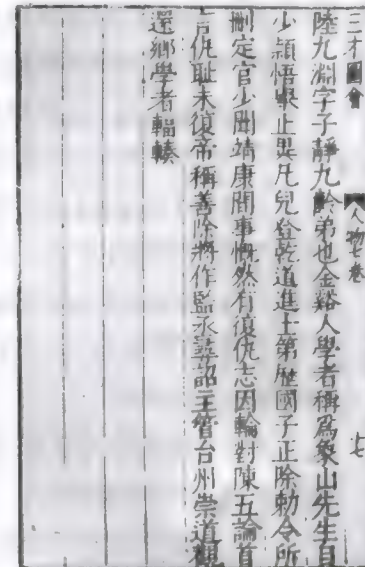 三才圖會 人物七卷 七
陸九淵字子靜九齡弟也金谿人學者稱爲象山先生自
少穎悟舉止異凡兒登乾道進士第歷國子正除勅令所
刪定官少聞靖康間事慨然有復仇志因輪對陳五論首
言仇恥未復帝稱善除將作監丞尋詔主管台州崇道觀
還鄉學者輻輳